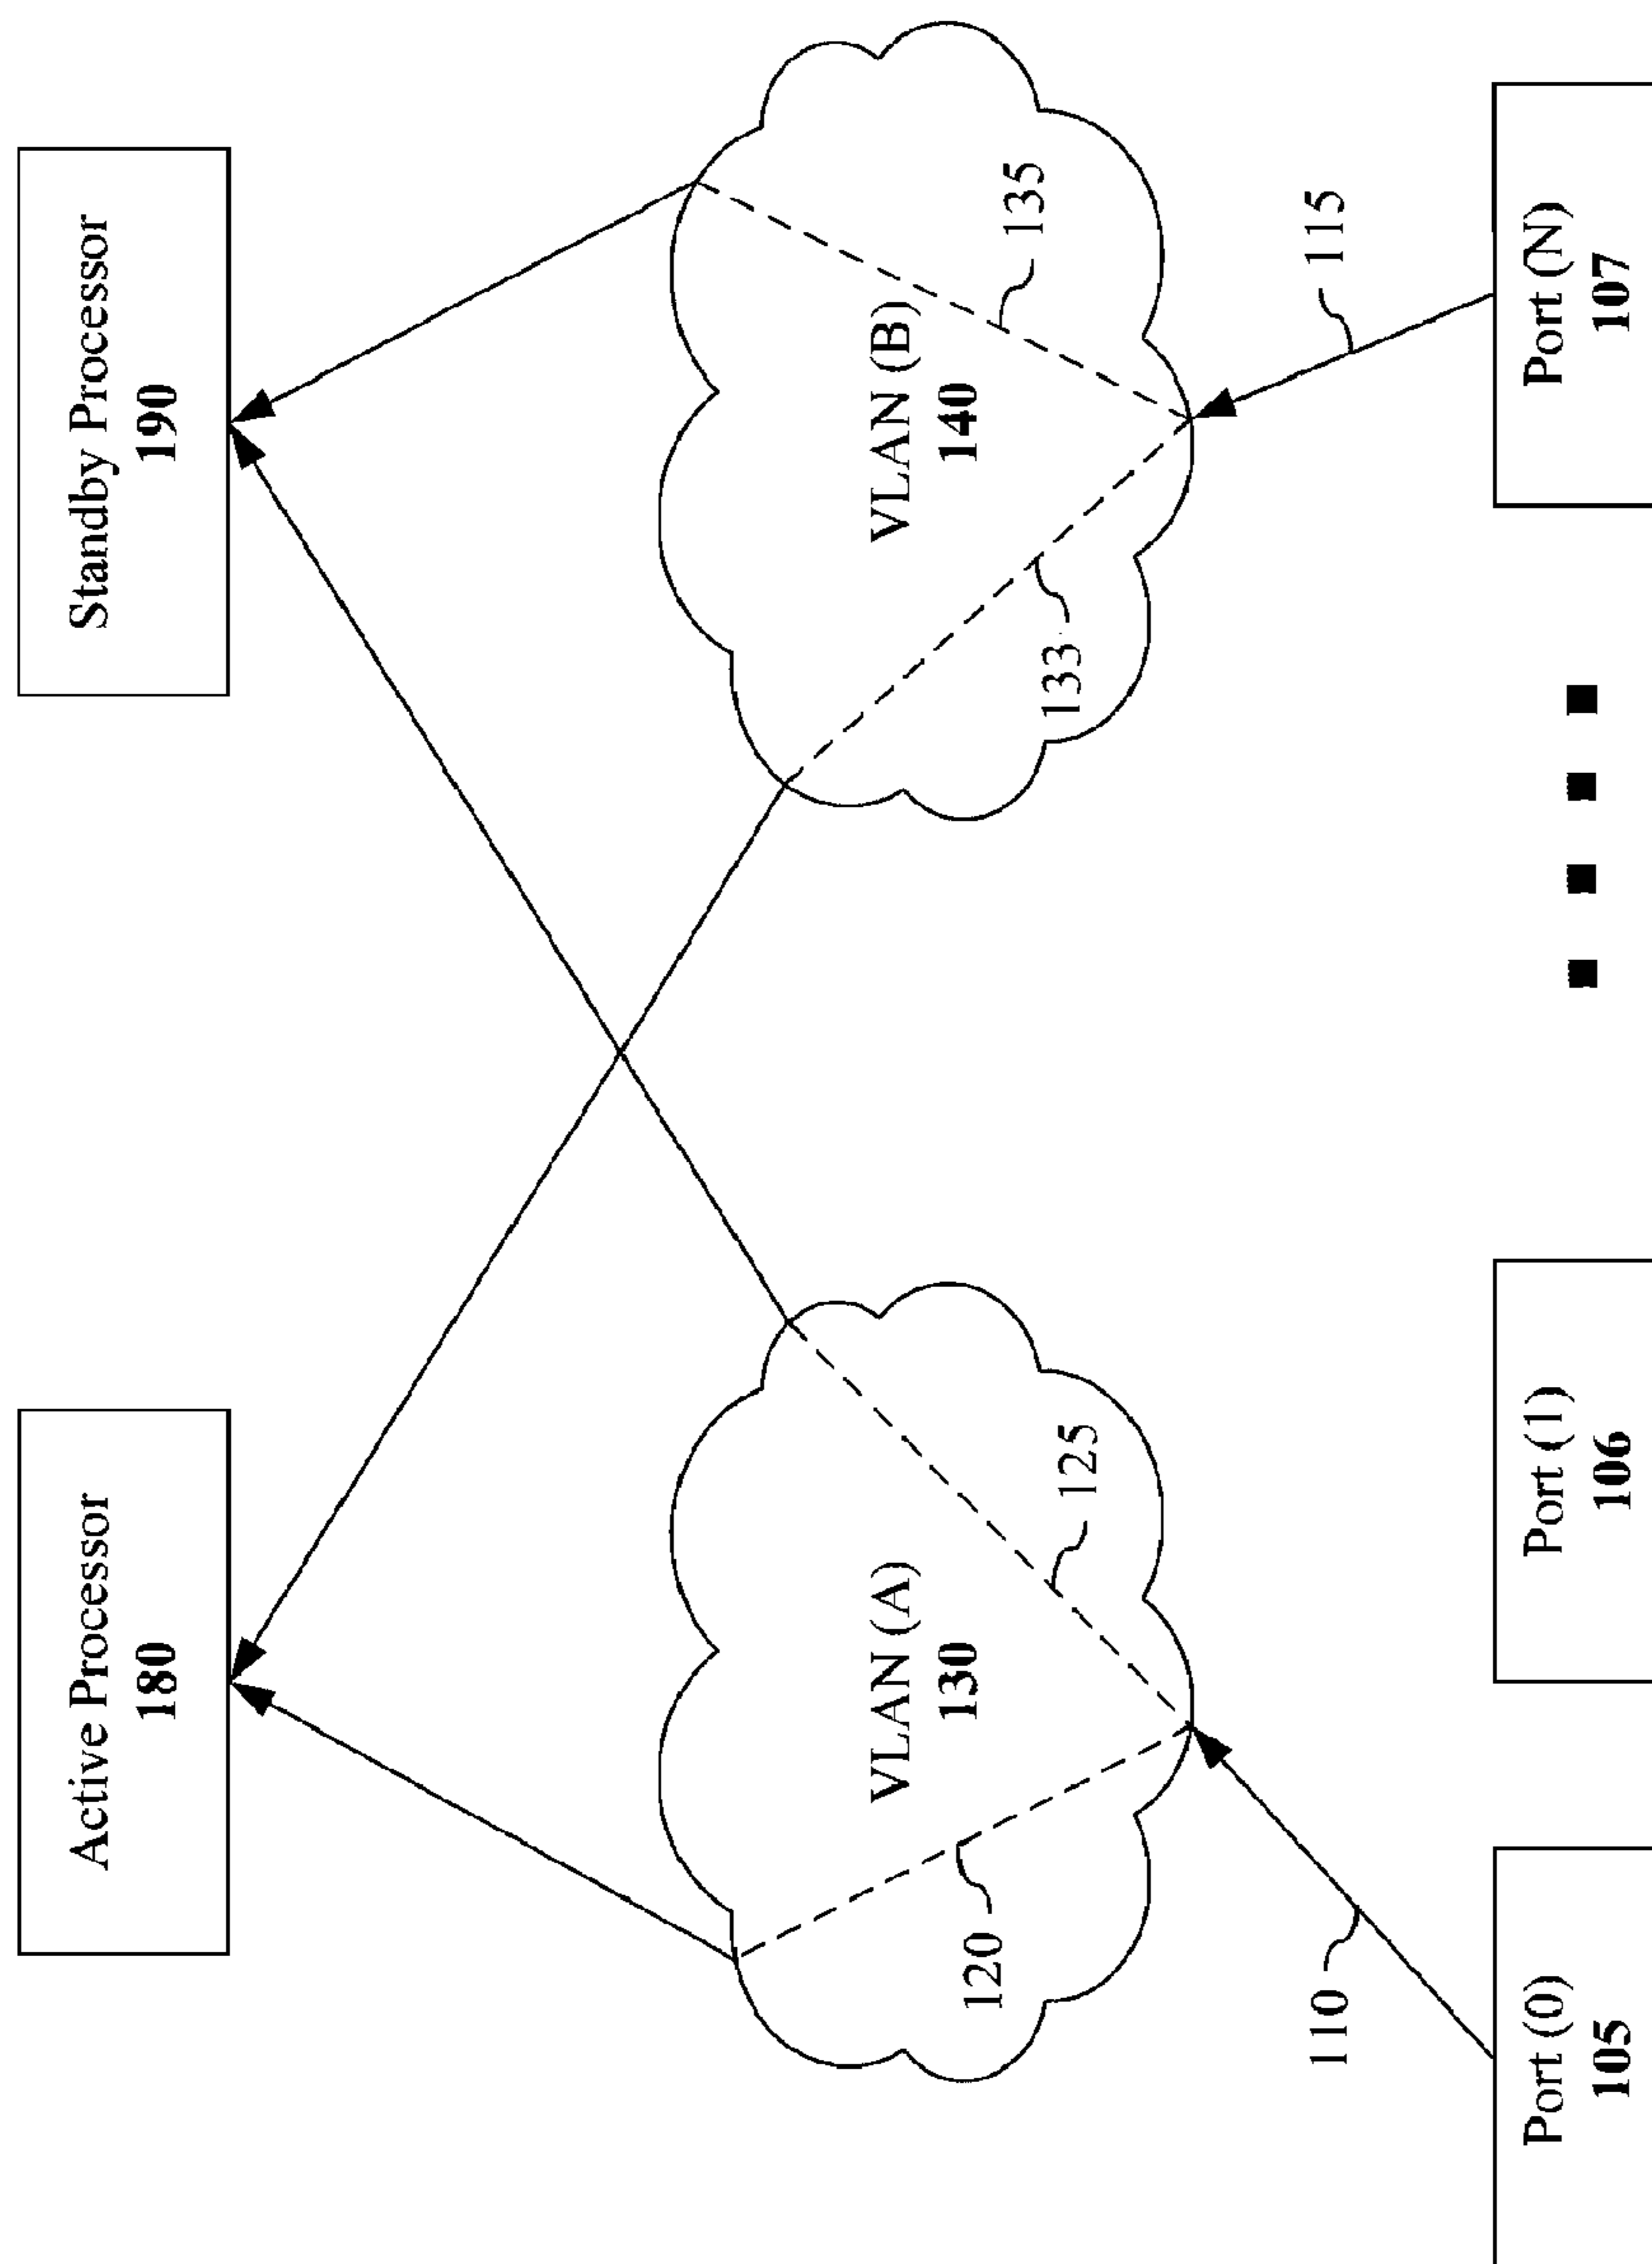 Active Processor
180
Standby Processor
190
VLAN (A)
130
VLAN (B)
140
120
125
133
135
110
115
Port (0)
105
Port (1)
106
Port (N)
107